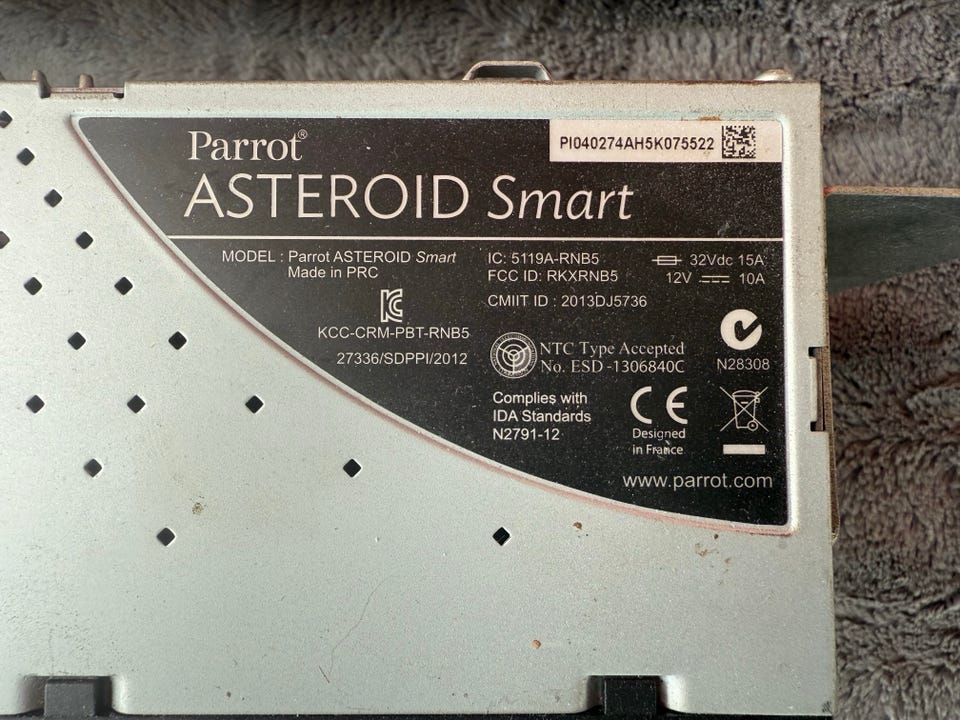 Parrot®
PI040274AH5K075522
ASTEROID Smart
MODEL : Parrot ASTEROID Smart
Made in PRC
KCC-CRM-PBT-RNB5
27336/SDPPI/2012
IC: 5119A-RNB5
FCC ID: RKXRNB5
CMIIT ID : 2013DJ5736
32Vdc 15A
12V 10A
NTC Type Accepted
No. ESD -1306840C
N28308
Complies with
IDA Standards
N2791-12
CE
Designed
in France
www.parrot.com